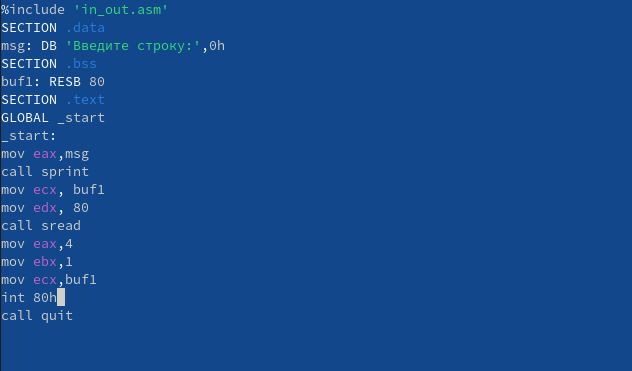 %include 'in_out.asm'
SECTION .data
msg: DB 'Введите строку:',0h
SECTION .bss
buf1: RESB 80
SECTION .text
GLOBAL _start
_start:
mov eax,msg
call sprint
mov ecx, buf1
mov edx, 80
call sread
mov eax,4
mov ebx,1
mov ecx,buf1
int 80h
call quit